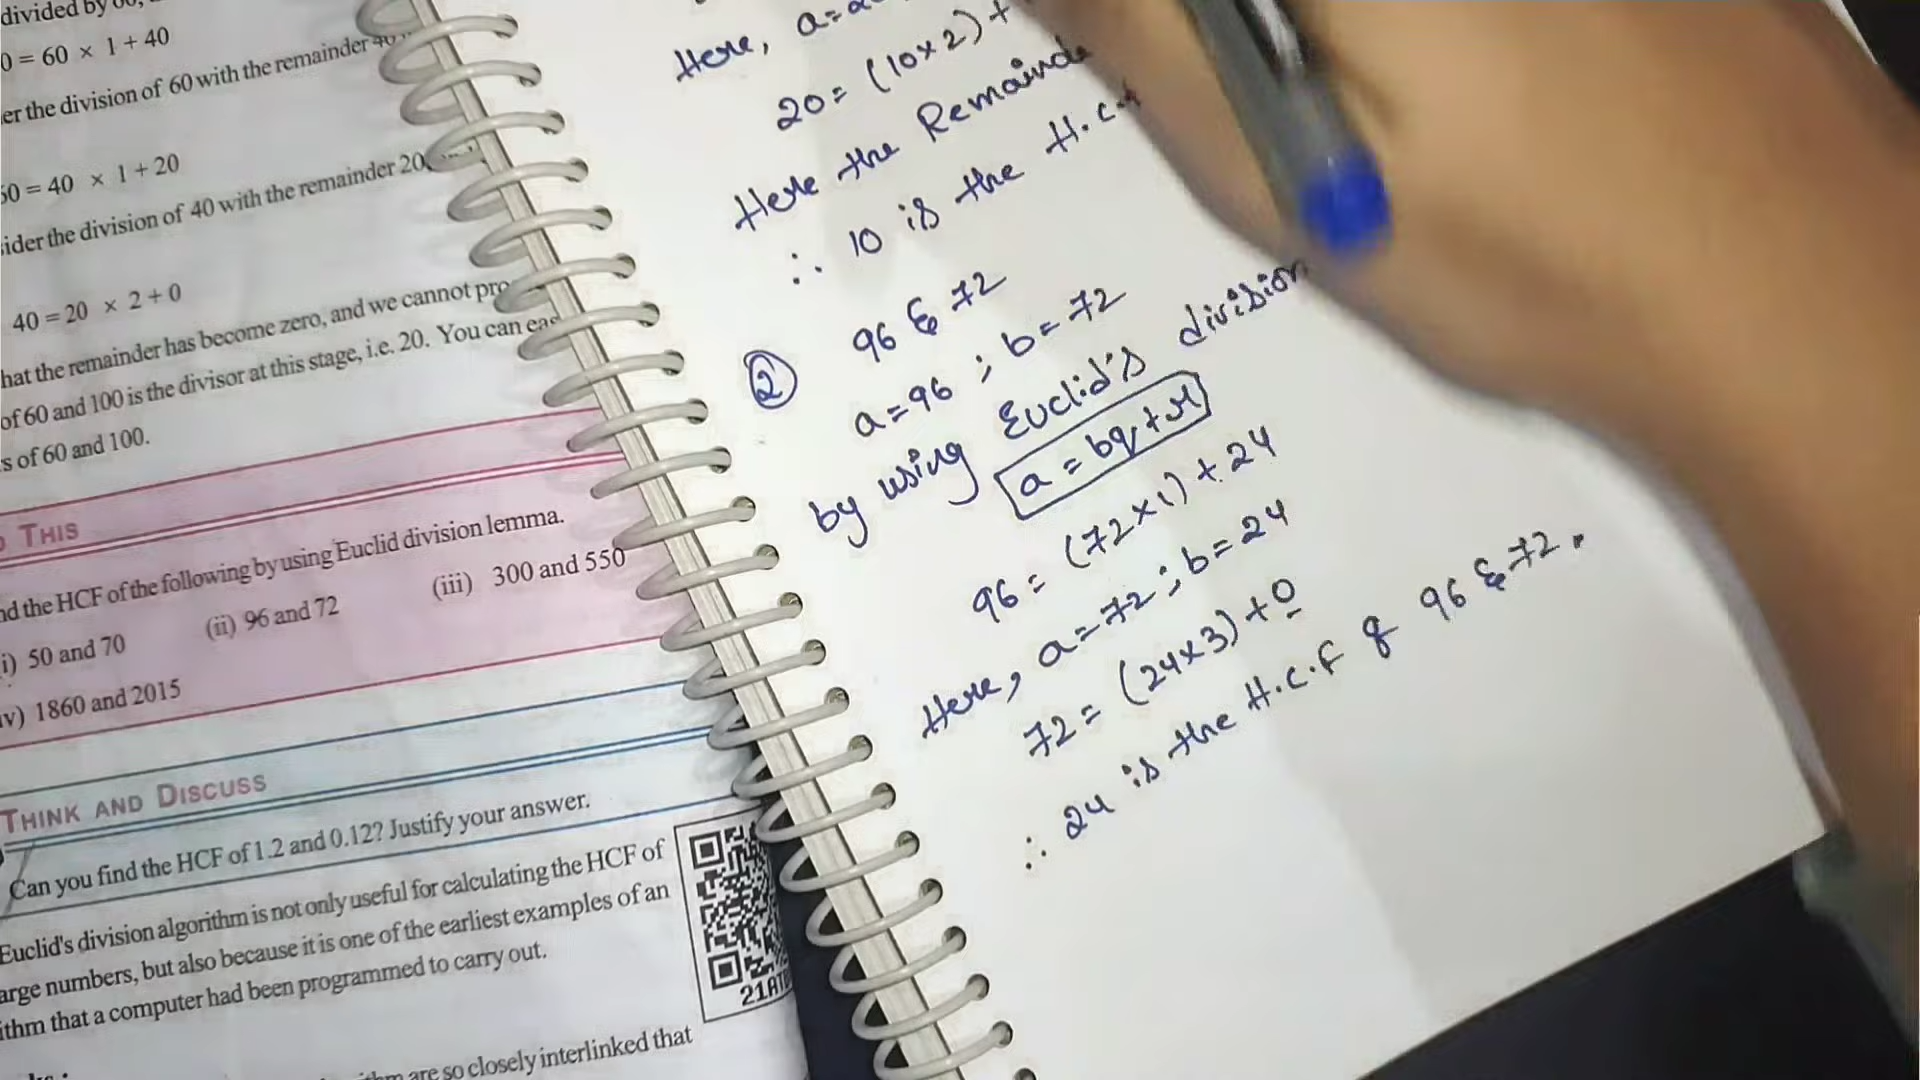 divided by
0 = 60 × 1 + 40
er the division of 60 with the remainder 40
60 = 40 × 1 + 20
sider the division of 40 with the remainder 20,
40 = 20 × 2 + 0
hat the remainder has become zero, and we cannot pro
of 60 and 100 is the divisor at this stage, i.e. 20. You can eas
s of 60 and 100.
THIS
nd the HCF of the following by using Euclid division lemma.
i) 50 and 70 (ii) 96 and 72 (iii) 300 and 550
iv) 1860 and 2015
THINK AND DISCUSS
Can you find the HCF of 1.2 and 0.12? Justify your answer.
Euclid's division algorithm is not only useful for calculating the HCF of
arge numbers, but also because it is one of the earliest examples of an
ithm that a computer had been programmed to carry out.
are so closely interlinked that
Here, a=
20 = (10×2) +
Here the Remainde
∴ 10 is the H.C.
② 96 & 72
a=96 ; b=72
by using Euclid's division
a = bq + r
96 = (72×1) + 24
Here, a=72 ; b=24
72 = (24×3) + 0
∴ 24 is the H.C.F of 96 & 72.